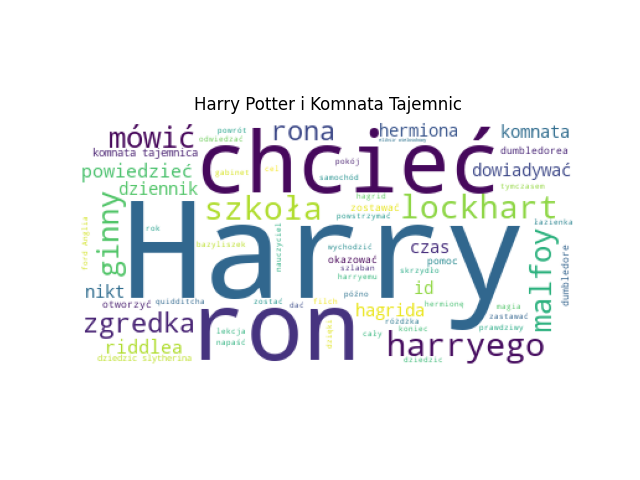 Harry Potter i Komnata Tajemnic
mówić
chcieć
rona
hermiona
komnata
powrót
odwiedzać
komnata tajemnica
pokój
dumbledorea
powiedzieć
gabinet
cel
samochód
dowiadywać
dziennik
tymczasem
hagrid
ginny
szkoła
zostawać
lockhart
powstrzymać
ford Anglia
rok
Harry
nauczyciel
łazienka
bazyliszek
wychodzić
czas
malfoy
dumbledore
okazować
szlaban
pomoc
skrzydło
harryemu
nikt
id
otworzyć
quidditcha
zostać
dać
filch
późno
hermionę
magia
zgredka
ron
hagrida
zastawać
różdżka
prawdziwy
lekcja
napaść
dzięki
cały
koniec
riddlea
harryego
dziedzic slytherina
dziedzic